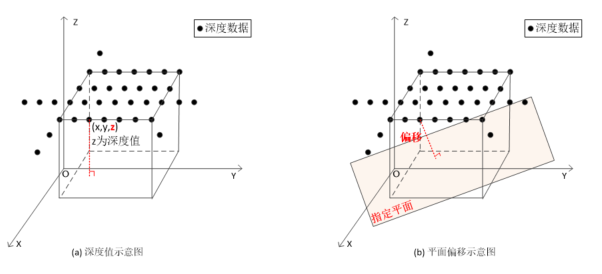 Z
深度数据
(x,y,z)
z为深度值
O
Y
X
(a) 深度值示意图
Z
深度数据
偏移
O
Y
指定平面
X
(b) 平面偏移示意图